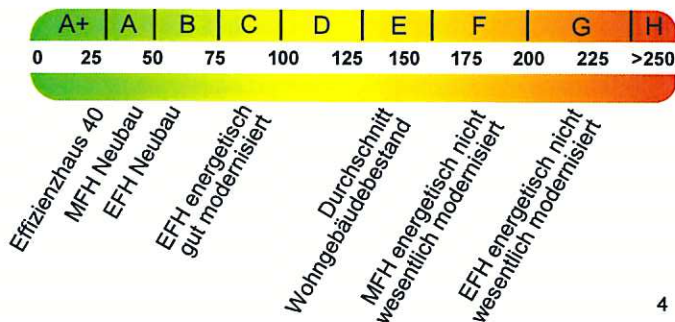 A+ A B C D E F G H
0 25 50 75 100 125 150 175 200 225 >250
Effizienzhaus 40
MFH Neubau
EFH Neubau
EFH energetisch
gut modernisiert
Durchschnitt
Wohngebäudebestand
MFH energetisch nicht
wesentlich modernisiert
EFH energetisch nicht
wesentlich modernisiert
4